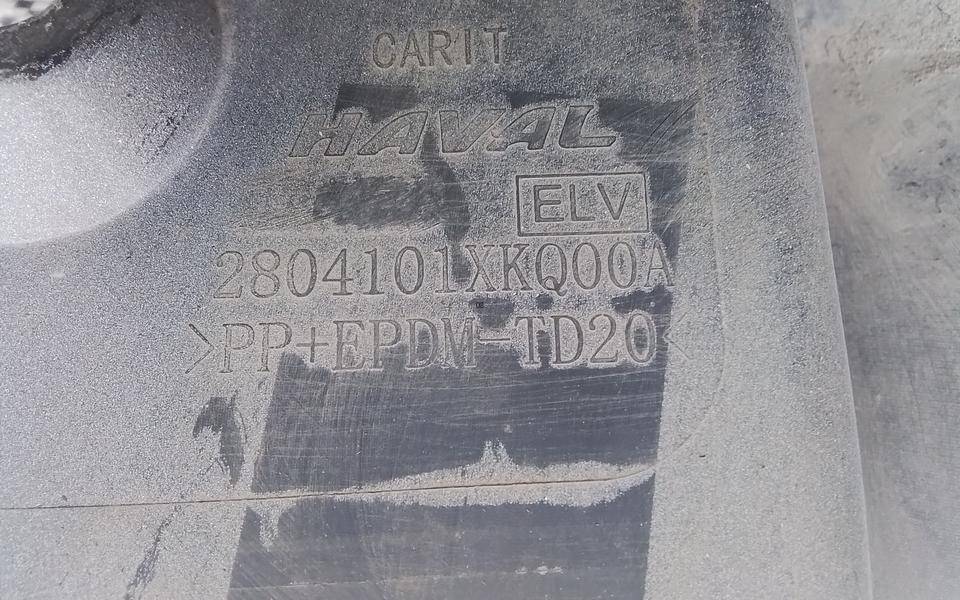 CARIT
HAVAL
ELV
2804101XKQ00A
>PP+EPDM-TD20<